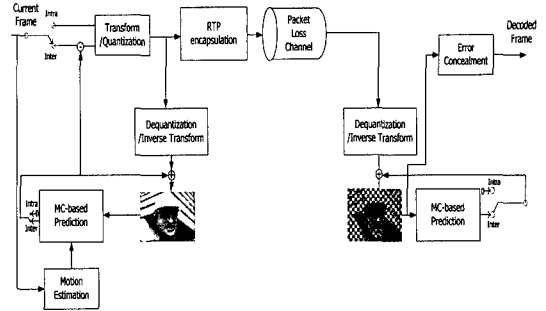 Current
Frame
Intra
Inter
Transform
/Quantization
RTP
encapsulation
Packet
Loss
Channel
Decoded
Frame
Error
Concealment
Dequantization
/Inverse Transform
Dequantization
/Inverse Transform
Intra
Inter
MC-based
Prediction
MC-based
Prediction
Intra
Inter
Motion
Estimation